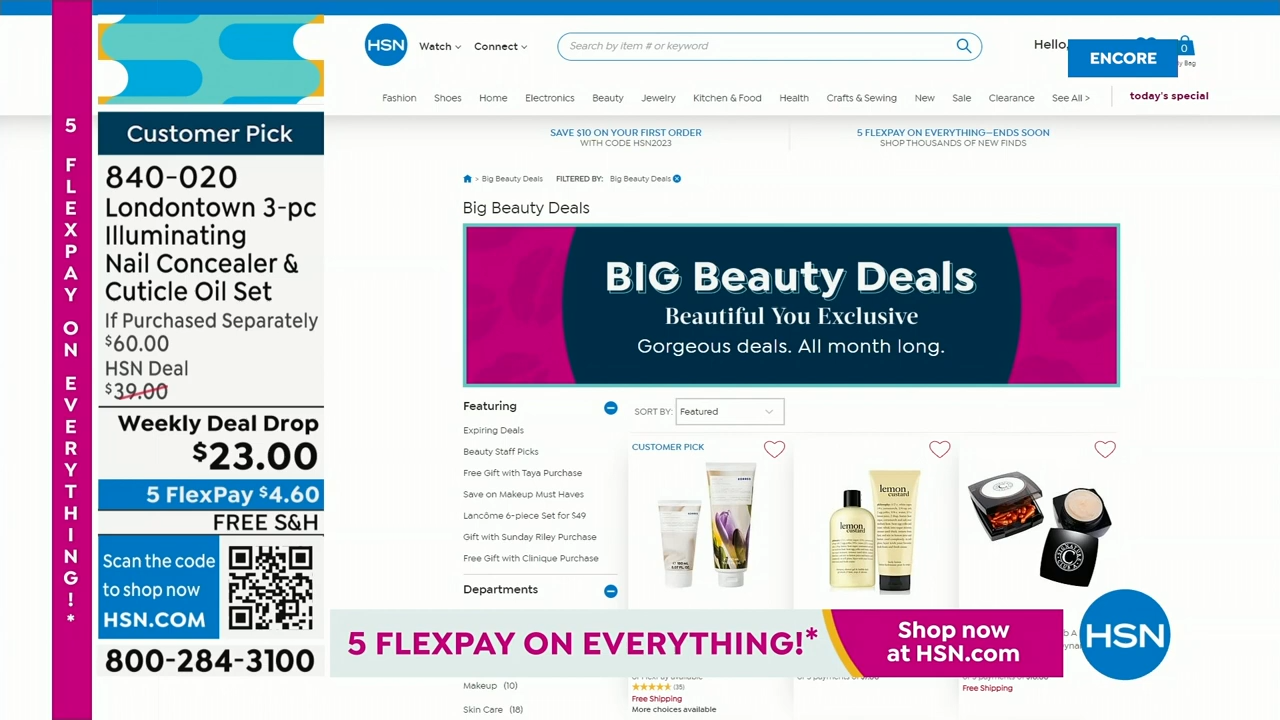 5 FLEXPAY ON EVERYTHING!*
Customer Pick
840-020
Londontown 3-pc
Illuminating
Nail Concealer &
Cuticle Oil Set
If Purchased Separately
$60.00
HSN Deal
$39.00
Weekly Deal Drop
$23.00
5 FlexPay $4.60
FREE S&H
Scan the code
to shop now
HSN.COM
800-284-3100
HSN
Watch
Connect
Search by item # or keyword
Hello,
ENCORE
0
Bag
Fashion Shoes Home Electronics Beauty Jewelry Kitchen & Food Health Crafts & Sewing New Sale Clearance See All >
today's special
SAVE $10 ON YOUR FIRST ORDER
WITH CODE HSN2023
5 FLEXPAY ON EVERYTHING—ENDS SOON
SHOP THOUSANDS OF NEW FINDS
> Big Beauty Deals FILTERED BY: Big Beauty Deals
Big Beauty Deals
BIG Beauty Deals
Beautiful You Exclusive
Gorgeous deals. All month long.
Featuring
Expiring Deals
Beauty Staff Picks
Free Gift with Taya Purchase
Save on Makeup Must Haves
Lancôme 6-piece Set for $49
Gift with Sunday Riley Purchase
Free Gift with Clinique Purchase
Departments
Makeup (10)
Skin Care (18)
SORT BY: Featured
CUSTOMER PICK
KORRES
lemon custard
lemon custard
(35)
Free Shipping
More choices available
Free Shipping
5 FLEXPAY ON EVERYTHING!*
Shop now
at HSN.com
HSN